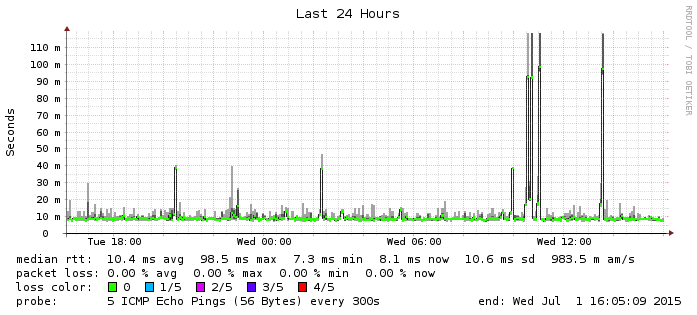 Last 24 Hours
RRDTOOL / TOBI OETIKER
Seconds
110 m
100 m
90 m
80 m
70 m
60 m
50 m
40 m
30 m
20 m
10 m
0
Tue 18:00 Wed 00:00 Wed 06:00 Wed 12:00
median rtt: 10.4 ms avg 98.5 ms max 7.3 ms min 8.1 ms now 10.6 ms sd 983.5 m am/s
packet loss: 0.00 % avg 0.00 % max 0.00 % min 0.00 % now
loss color: 0 1/5 2/5 3/5 4/5
probe: 5 ICMP Echo Pings (56 Bytes) every 300s end: Wed Jul 1 16:05:09 2015